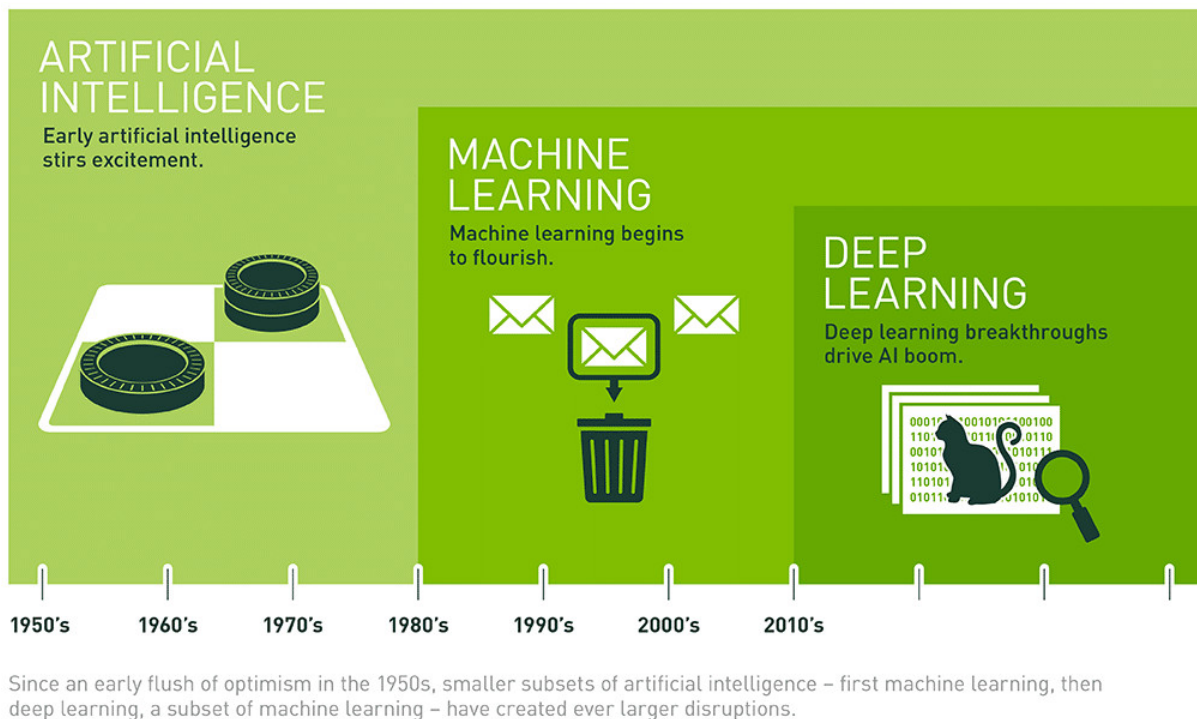 ARTIFICIAL
INTELLIGENCE
Early artificial intelligence
stirs excitement.
MACHINE
LEARNING
Machine learning begins
to flourish.
DEEP
LEARNING
Deep learning breakthroughs
drive AI boom.
1950's
1960's
1970's
1980's
1990's
2000's
2010's
Since an early flush of optimism in the 1950s, smaller subsets of artificial intelligence – first machine learning, then
deep learning, a subset of machine learning – have created ever larger disruptions.